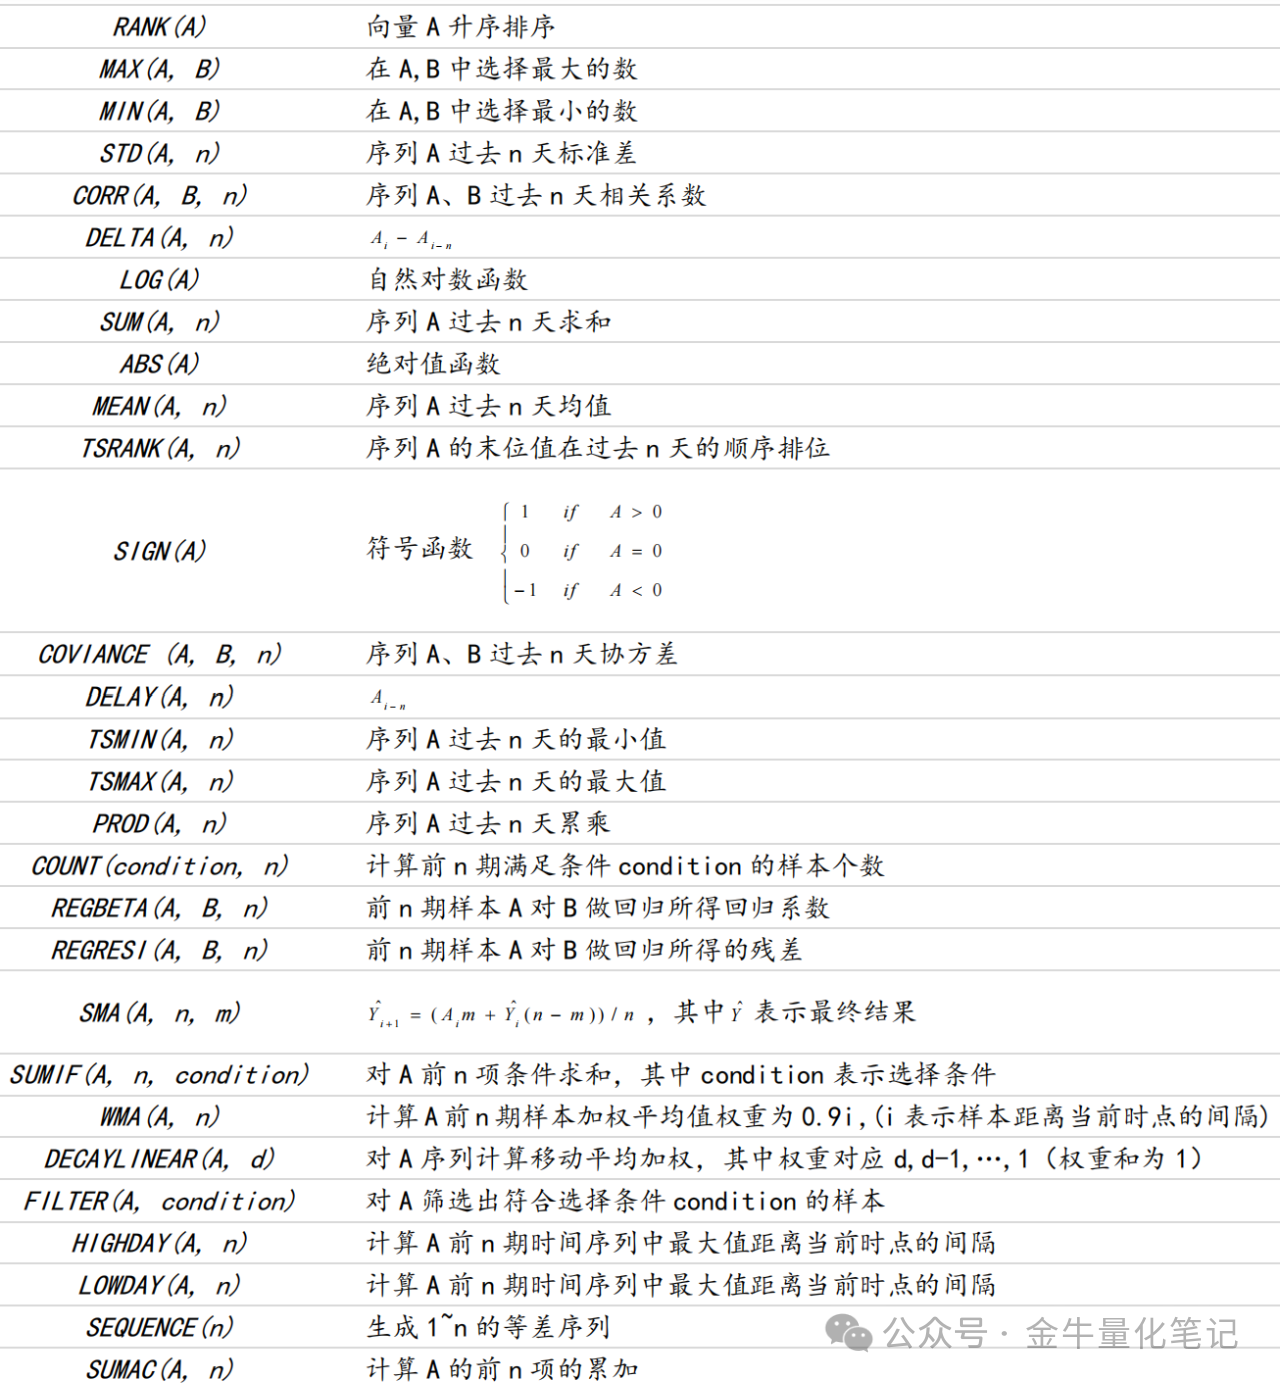 RANK(A) 向量 A 升序排序
MAX(A, B) 在 A,B 中选择最大的数
MIN(A, B) 在 A,B 中选择最小的数
STD(A, n) 序列 A 过去 n 天标准差
CORR(A, B, n) 序列 A、B 过去 n 天相关系数
DELTA(A, n) A_i − A_{i−n}
LOG(A) 自然对数函数
SUM(A, n) 序列 A 过去 n 天求和
ABS(A) 绝对值函数
MEAN(A, n) 序列 A 过去 n 天均值
TSRANK(A, n) 序列 A 的末位值在过去 n 天的顺序排位
1 if A > 0
SIGN(A) 符号函数 0 if A = 0
−1 if A < 0
COVIANCE (A, B, n) 序列 A、B 过去 n 天协方差
DELAY(A, n) A_{i−n}
TSMIN(A, n) 序列 A 过去 n 天的最小值
TSMAX(A, n) 序列 A 过去 n 天的最大值
PROD(A, n) 序列 A 过去 n 天累乘
COUNT(condition, n) 计算前 n 期满足条件 condition 的样本个数
REGBETA(A, B, n) 前 n 期样本 A 对 B 做回归所得回归系数
REGRESI(A, B, n) 前 n 期样本 A 对 B 做回归所得的残差
SMA(A, n, m) Ŷ_{i+1} = (A_i m + Ŷ_i (n − m)) / n ，其中 Ŷ 表示最终结果
SUMIF(A, n, condition) 对 A 前 n 项条件求和，其中 condition 表示选择条件
WMA(A, n) 计算 A 前 n 期样本加权平均值权重为 0.9i,(i 表示样本距离当前时点的间隔)
DECAYLINEAR(A, d) 对 A 序列计算移动平均加权，其中权重对应 d,d-1,…,1（权重和为 1）
FILTER(A, condition) 对 A 筛选出符合选择条件 condition 的样本
HIGHDAY(A, n) 计算 A 前 n 期时间序列中最大值距离当前时点的间隔
LOWDAY(A, n) 计算 A 前 n 期时间序列中最大值距离当前时点的间隔
SEQUENCE(n) 生成 1~n 的等差序列
公众号 · 金牛量化笔记
SUMAC(A, n) 计算 A 的前 n 项的累加